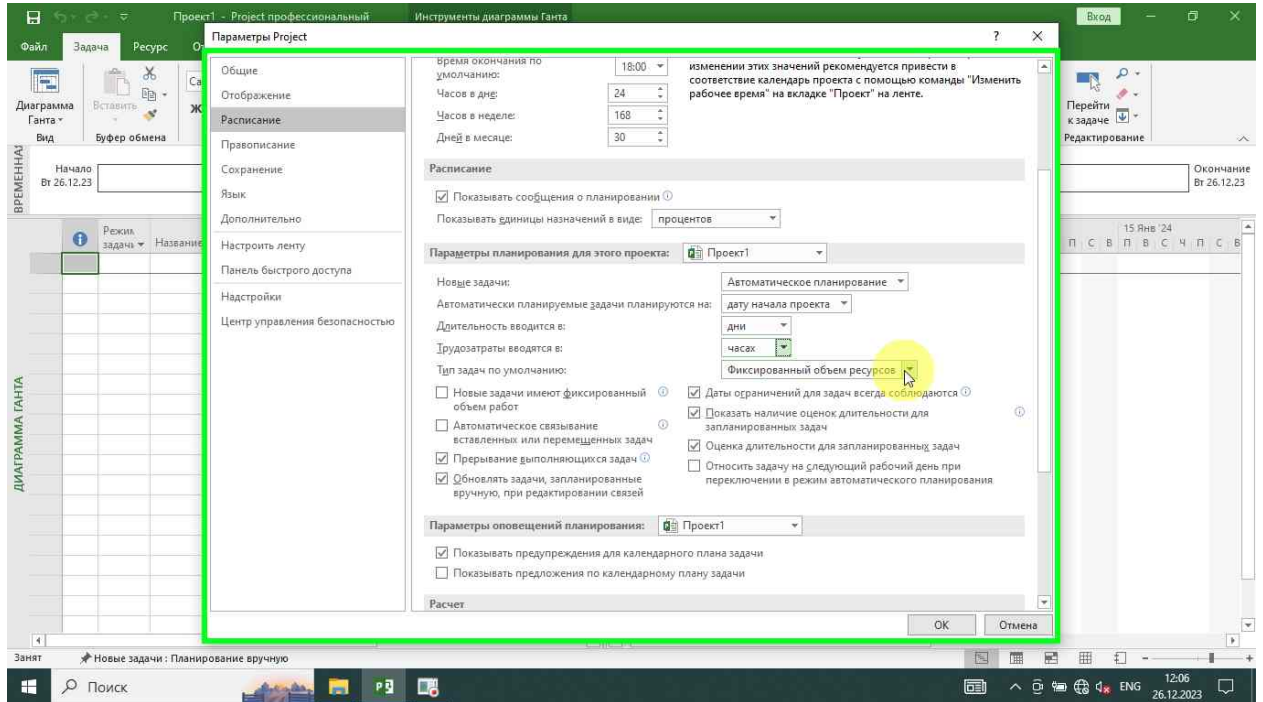 Проект1 - Project профессиональный
Инструменты диаграммы Ганта
Вход
Файл
Задача
Ресурс
Диаграмма Ганта
Вставить
Ж
Вид
Буфер обмена
Перейти к задаче
Редактирование
Начало
Вт 26.12.23
Окончание
Вт 26.12.23
15 Янв '24
П С В П В С Ч П С В
Режим
задачи
Название
ДИАГРАММА ГАНТА
Параметры Project
?
Общие
Отображение
Расписание
Правописание
Сохранение
Язык
Дополнительно
Настроить ленту
Панель быстрого доступа
Надстройки
Центр управления безопасностью
Время окончания по
умолчанию:
18:00
изменении этих значений рекомендуется привести в
соответствие календарь проекта с помощью команды "Изменить
рабочее время" на вкладке "Проект" на ленте.
Часов в дне:
24
Часов в неделе:
168
Дней в месяце:
30
Расписание
Показывать сообщения о планировании
Показывать единицы назначений в виде:
процентов
Параметры планирования для этого проекта:
Проект1
Новые задачи:
Автоматическое планирование
Автоматически планируемые задачи планируются на:
дату начала проекта
Длительность вводится в:
дни
Трудозатраты вводятся в:
часах
Тип задач по умолчанию:
Фиксированный объем ресурсов
Новые задачи имеют фиксированный
объем работ
Автоматическое связывание
вставленных или перемещенных задач
Прерывание выполняющихся задач
Обновлять задачи, запланированные
вручную, при редактировании связей
Даты ограничений для задач всегда соблюдаются
Показать наличие оценок длительности для
запланированных задач
Оценка длительности для запланированных задач
Относить задачу на следующий рабочий день при
переключении в режим автоматического планирования
Параметры оповещений планирования:
Проект1
Показывать предупреждения для календарного плана задачи
Показывать предложения по календарному плану задачи
Расчет
OK
Отмена
Занят
Новые задачи : Планирование вручную
Поиск
ENG
12:06
26.12.2023